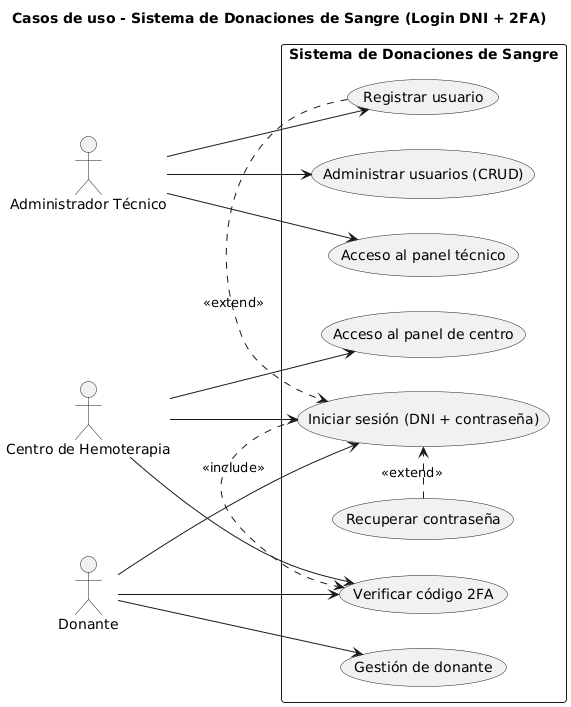 Casos de uso - Sistema de Donaciones de Sangre (Login DNI + 2FA)
Sistema de Donaciones de Sangre
Registrar usuario
Administrar usuarios (CRUD)
Administrador Técnico
Acceso al panel técnico
«extend»
Acceso al panel de centro
Iniciar sesión (DNI + contraseña)
Centro de Hemoterapia
«include»
«extend»
Recuperar contraseña
Verificar código 2FA
Donante
Gestión de donante